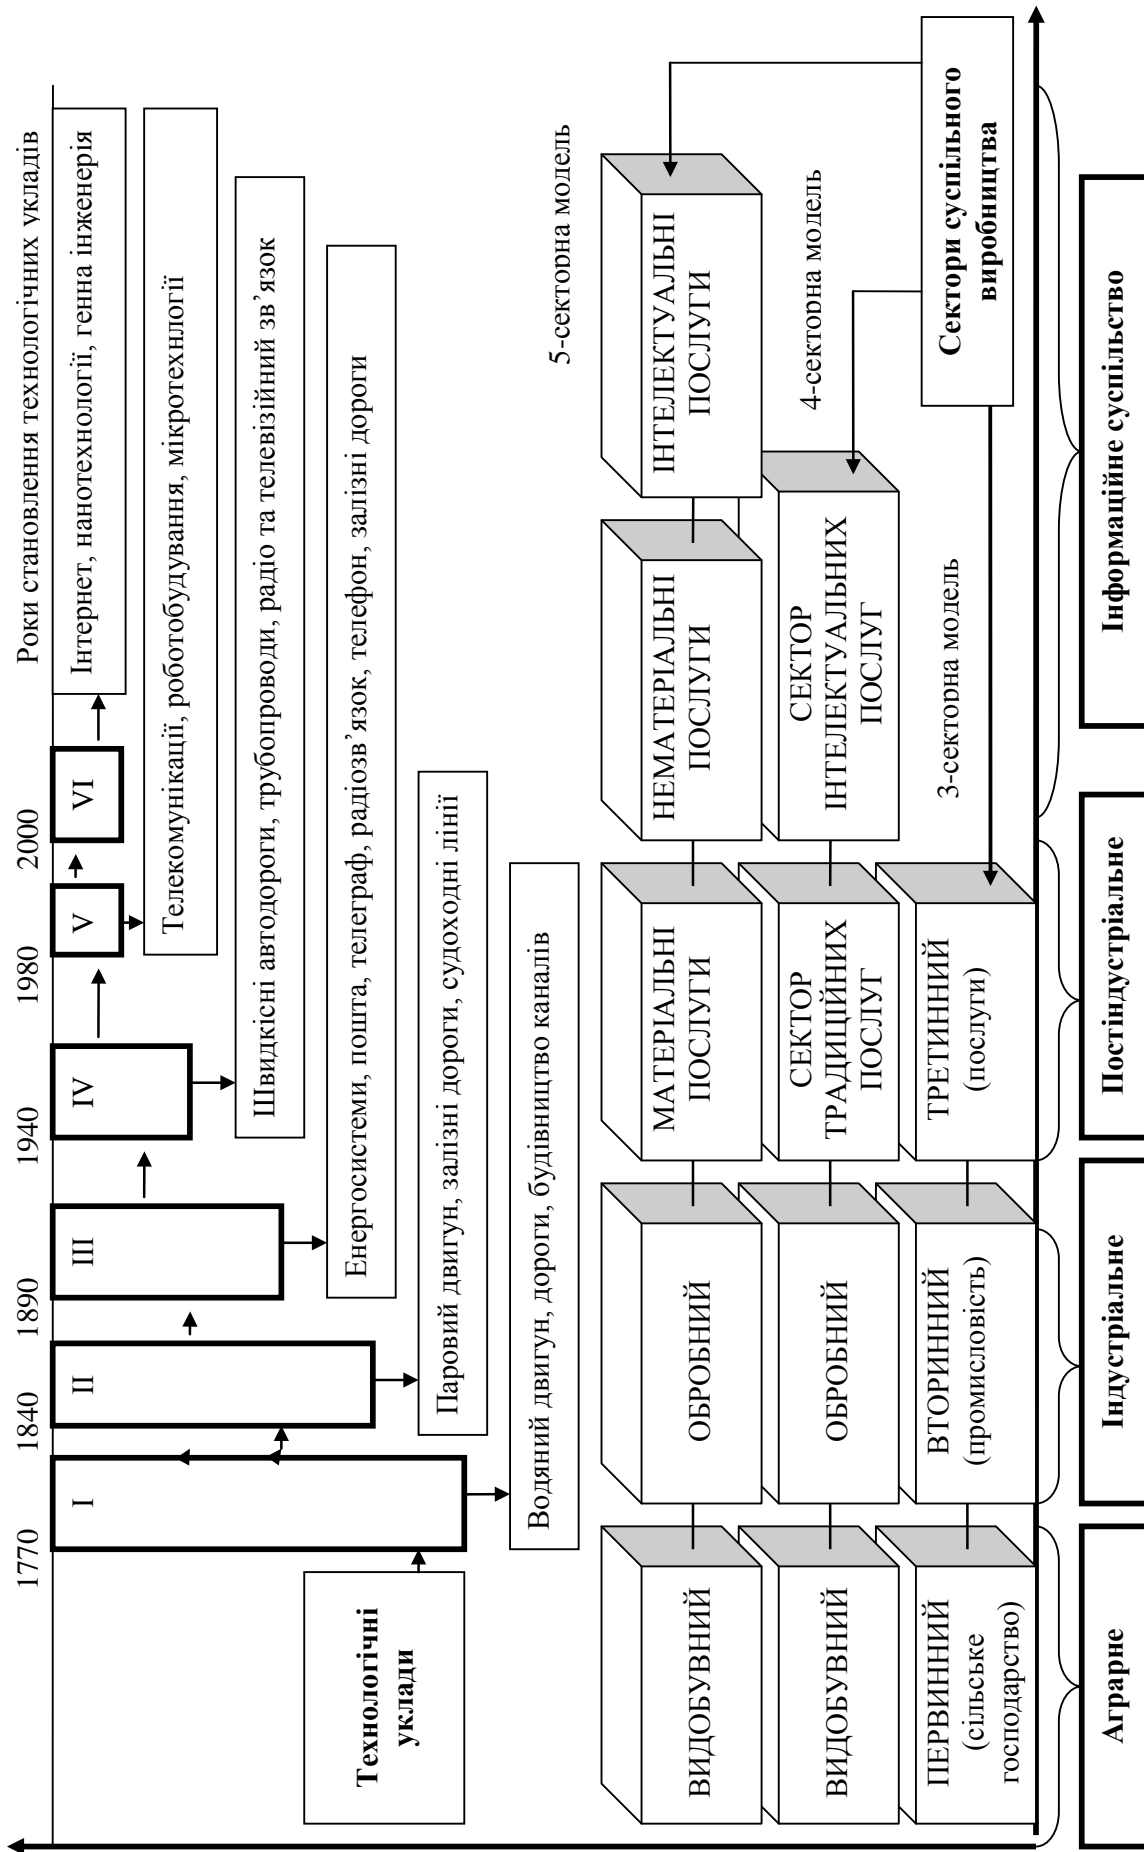 Роки становлення технологічних укладів
1770
1840
1890
1940
1980
2000
I
II
III
IV
V
VI
Інтернет, нанотехнології, генна інженерія
Телекомунікації, роботобудування, мікротехнлогії
Швидкісні автодороги, трубопроводи, радіо та телевізійний зв’язок
Енергосистеми, пошта, телеграф, радіозв’язок, телефон, залізні дороги
Паровий двигун, залізні дороги, судоходні лінії
Водяний двигун, дороги, будівництво каналів
Технологічні
уклади
5-секторна модель
ВИДОБУВНИЙ
ОБРОБНИЙ
МАТЕРІАЛЬНІ
ПОСЛУГИ
НЕМАТЕРІАЛЬНІ
ПОСЛУГИ
ІНТЕЛЕКТУАЛЬНІ
ПОСЛУГИ
4-секторна модель
ВИДОБУВНИЙ
ОБРОБНИЙ
СЕКТОР
ТРАДИЦІЙНИХ
ПОСЛУГ
СЕКТОР
ІНТЕЛЕКТУАЛЬНИХ
ПОСЛУГ
3-секторна модель
ПЕРВИННИЙ
(сільське
господарство)
ВТОРИННИЙ
(промисловість)
ТРЕТИННИЙ
(послуги)
Сектори суспільного
виробництва
Аграрне
Індустріальне
Постіндустріальне
Інформаційне суспільство